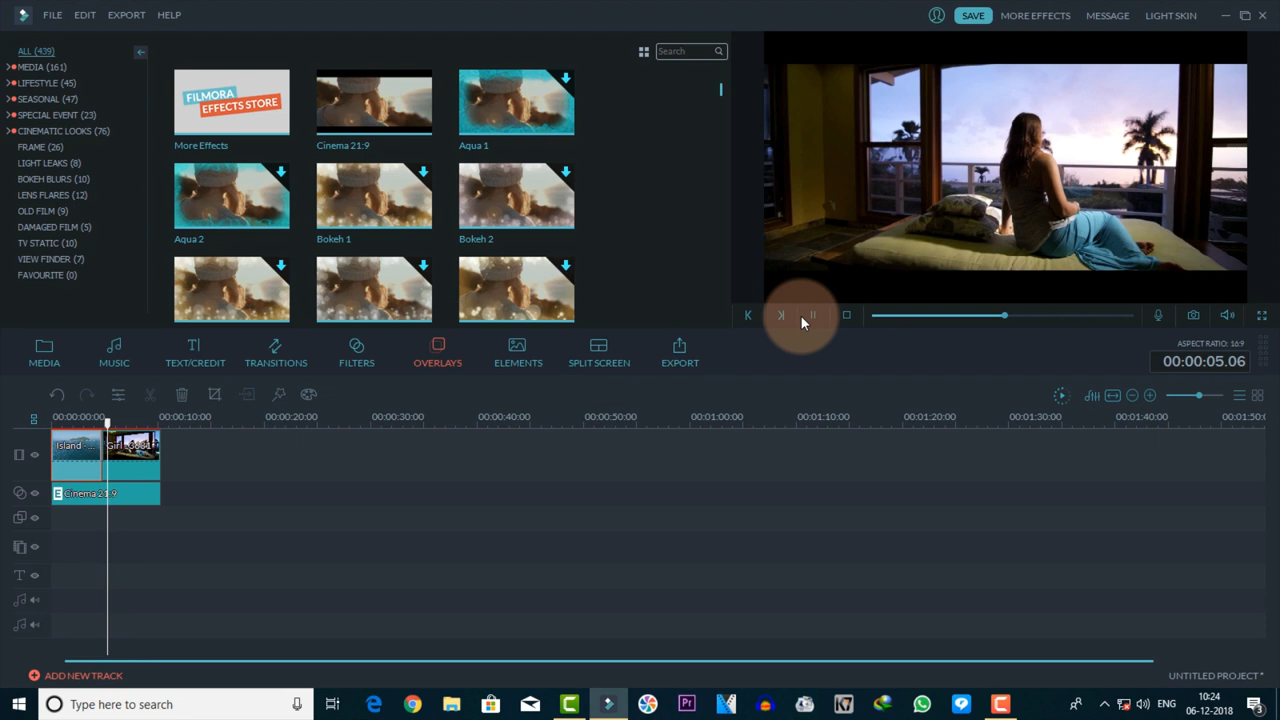 FILE EDIT EXPORT HELP
SAVE MORE EFFECTS MESSAGE LIGHT SKIN
ALL (439)
MEDIA (161)
LIFESTYLE (45)
SEASONAL (47)
SPECIAL EVENT (23)
CINEMATIC LOOKS (76)
FRAME (26)
LIGHT LEAKS (8)
BOKEH BLURS (10)
LENS FLARES (12)
OLD FILM (9)
DAMAGED FILM (5)
TV STATIC (10)
VIEW FINDER (7)
FAVOURITE (0)
Search
FILMORA
EFFECTS STORE
More Effects Cinema 21:9 Aqua 1
Aqua 2 Bokeh 1 Bokeh 2
MEDIA MUSIC TEXT/CREDIT TRANSITIONS FILTERS OVERLAYS ELEMENTS SPLIT SCREEN EXPORT
ASPECT RATIO: 16:9
00:00:05.06
00:00:00:00 00:00:10:00 00:00:20:00 00:00:30:00 00:00:40:00 00:00:50:00 00:01:00:00 00:01:10:00 00:01:20:00 00:01:30:00 00:01:40:00 00:01:50:0
Island -...
E Cinema 21:9
ADD NEW TRACK
UNTITLED PROJECT*
Type here to search
Pr
ENG
10:24
06-12-2018
3